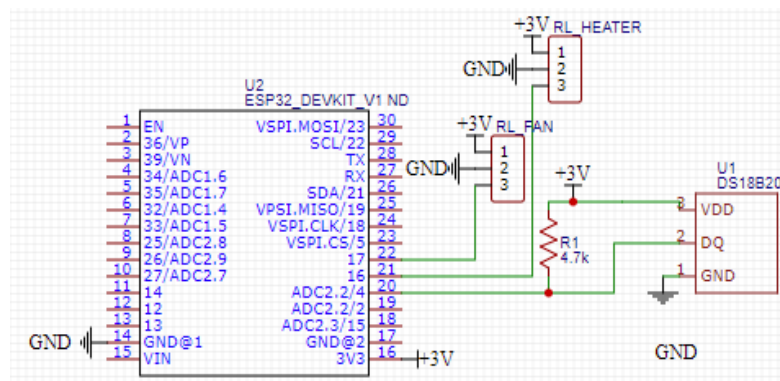 +3V RL_HEATER
1
GND 2
3
U2
ESP32_DEVKIT_V1 ND
+3V RL_FAN
1
GND 2
3
1 EN VSPI.MOSI/23 30
2 36/VP SCL/22 29
3 39/VN TX 28
4 34/ADC1.6 RX 27
5 35/ADC1.7 SDA/21 26
6 32/ADC1.4 VPSI.MISO/19 25
7 33/ADC1.5 VSPI.CLK/18 24
8 25/ADC2.8 VSPI.CS/5 23
9 26/ADC2.9 17 22
10 27/ADC2.7 16 21
11 14 ADC2.2/4 20
12 12 ADC2.2/2 19
13 13 ADC2.3/15 18
GND 14 GND@1 GND@2 17
15 VIN 3V3 16 +3V
+3V
R1
4.7k
U1
DS18B20
3 VDD
2 DQ
1 GND
GND